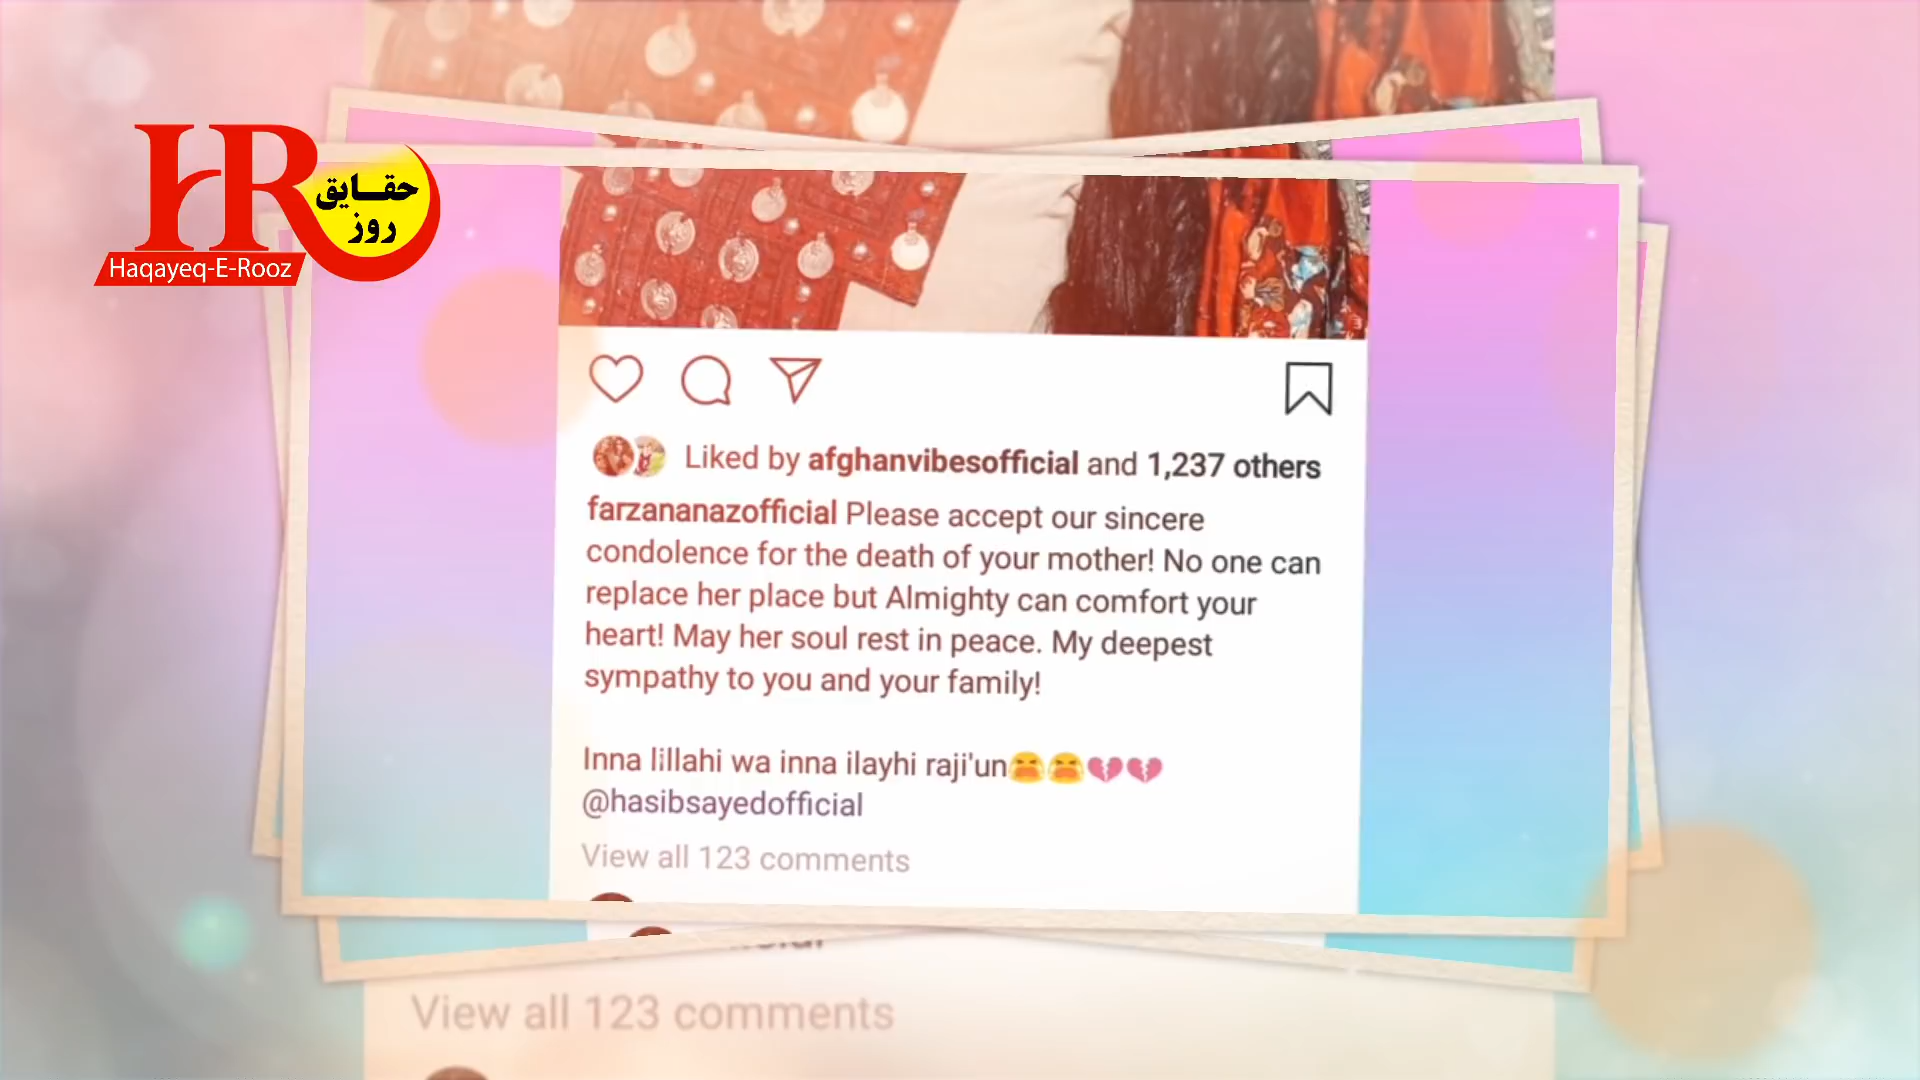 HR
حقایق
روز
Haqayeq-E-Rooz
Liked by afghanvibesofficial and 1,237 others
farzananazofficial Please accept our sincere
condolence for the death of your mother! No one can
replace her place but Almighty can comfort your
heart! May her soul rest in peace. My deepest
sympathy to you and your family!
Inna lillahi wa inna ilayhi raji'un😫😫💔💔
@hasibsayedofficial
View all 123 comments
View all 123 comments